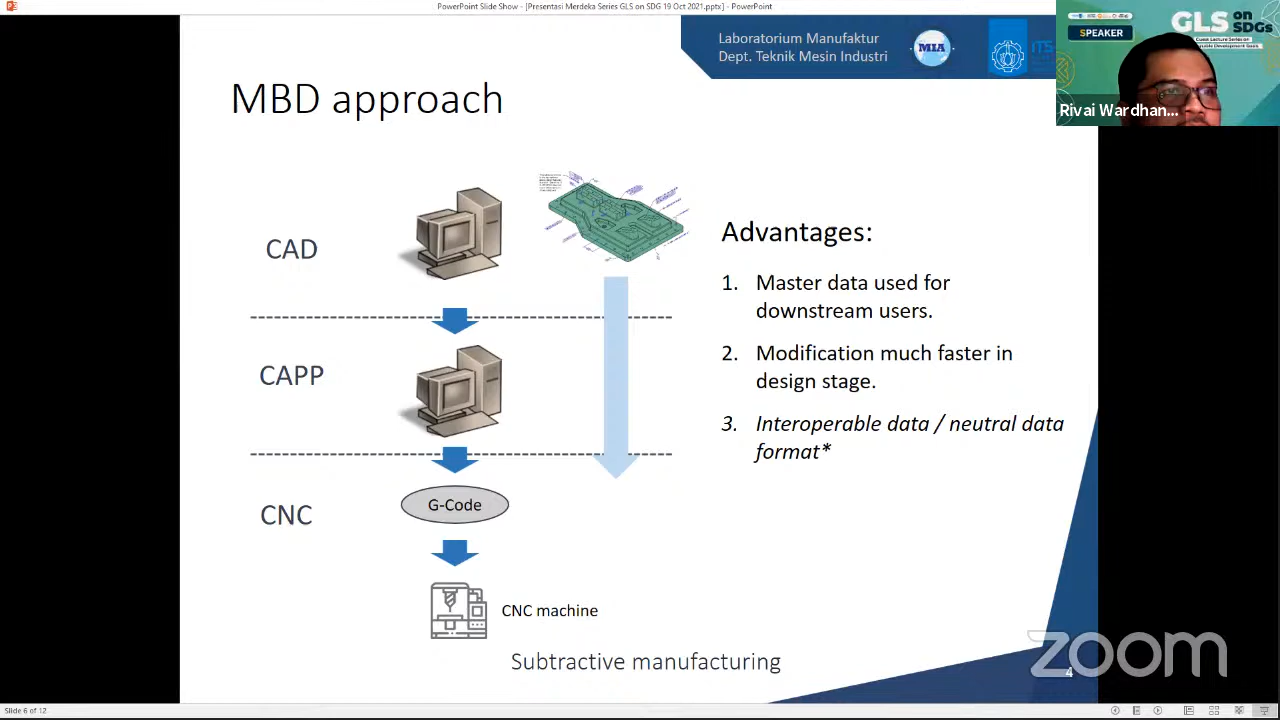 PowerPoint Slide Show - [Presentasi Merdeka Series GLS on SDG 19 Oct 2021.pptx] - PowerPoint
Laboratorium Manufaktur
Dept. Teknik Mesin Industri
MIA
ITS
GLS on SDGs
SPEAKER
Rivai Wardhan...
MBD approach
CAD
CAPP
CNC
G-Code
CNC machine
Subtractive manufacturing
Advantages:
1. Master data used for
downstream users.
2. Modification much faster in
design stage.
3. Interoperable data / neutral data
format*
zoom
4
Slide 6 of 12